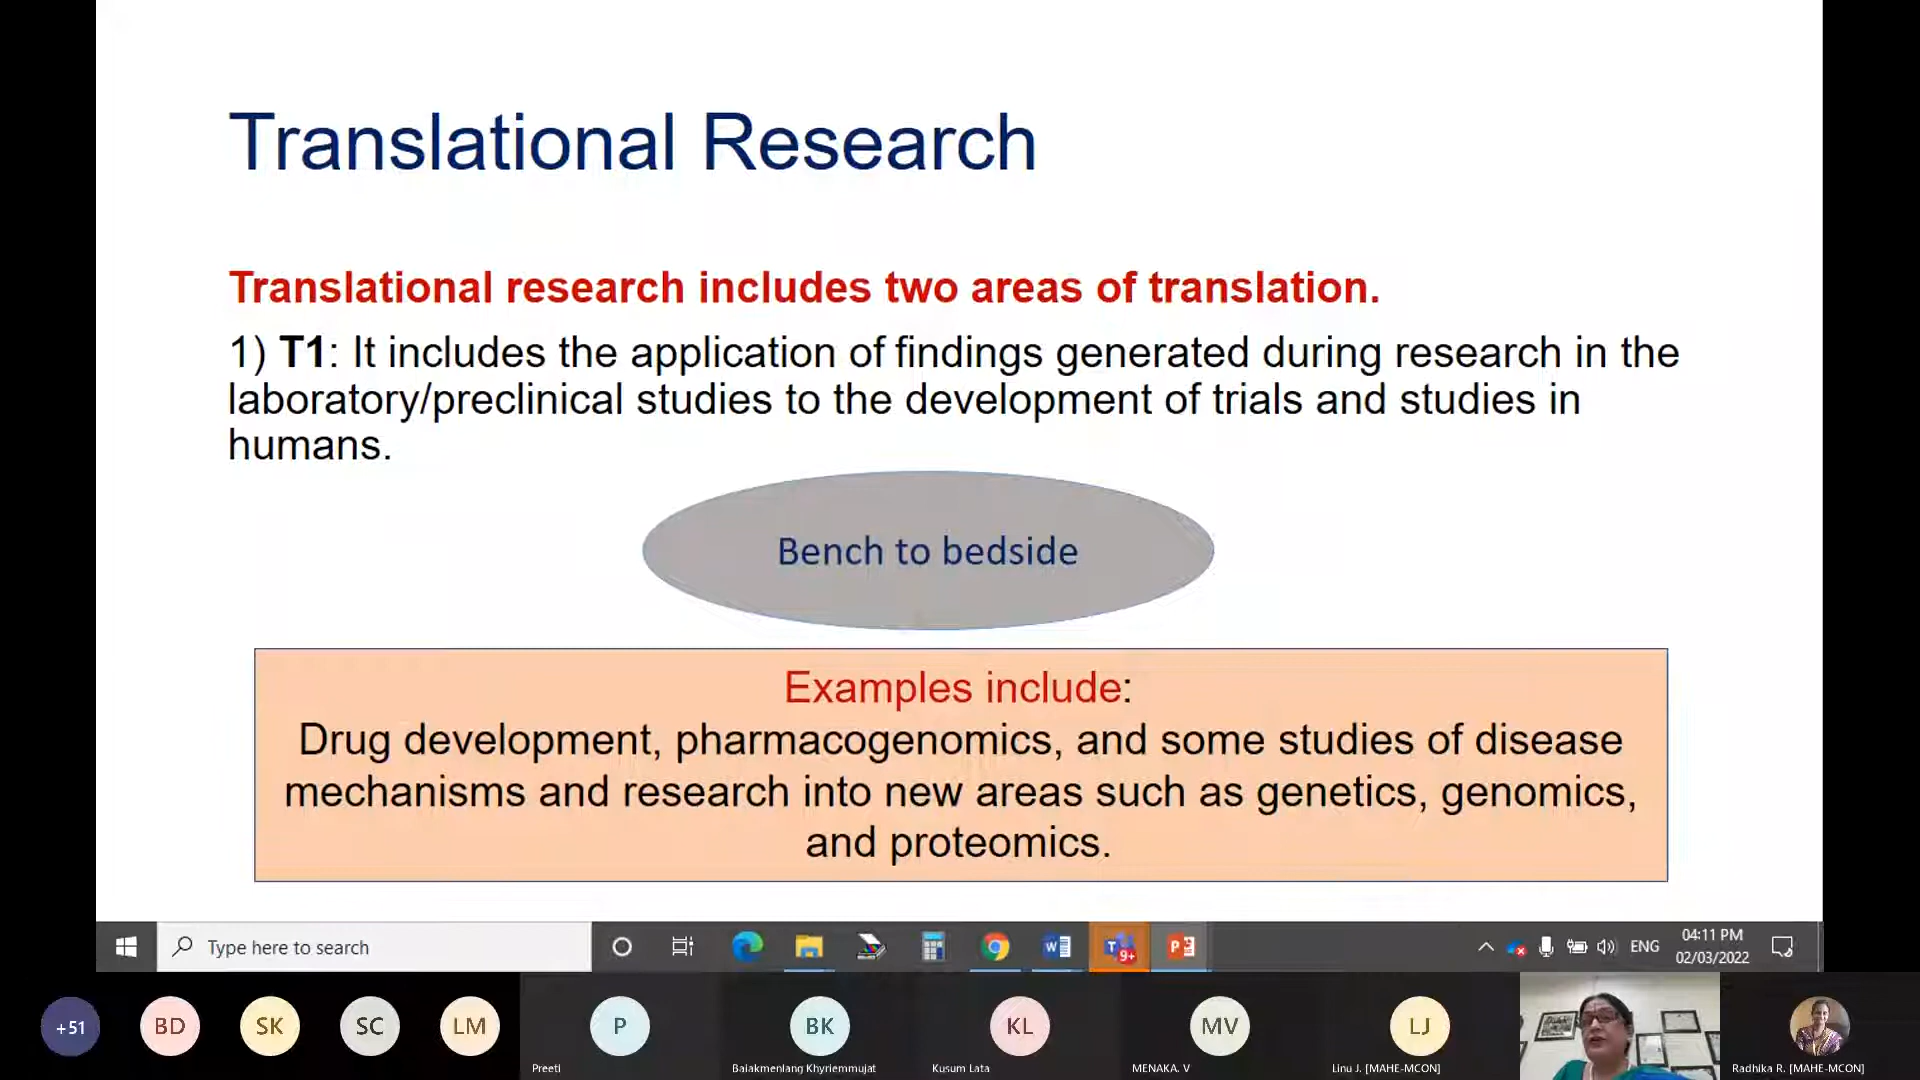 Translational Research
Translational research includes two areas of translation.
1) T1: It includes the application of findings generated during research in the
laboratory/preclinical studies to the development of trials and studies in
humans.
Bench to bedside
Examples include:
Drug development, pharmacogenomics, and some studies of disease
mechanisms and research into new areas such as genetics, genomics,
and proteomics.
Type here to search
9+
ENG
04:11 PM
02/03/2022
+51
BD
SK
SC
LM
P
BK
KL
MV
LJ
Preeti
Baiakmenlang Khyriemmujat
Kusum Lata
MENAKA. V
Linu J. [MAHE-MCON]
Radhika R. [MAHE-MCON]